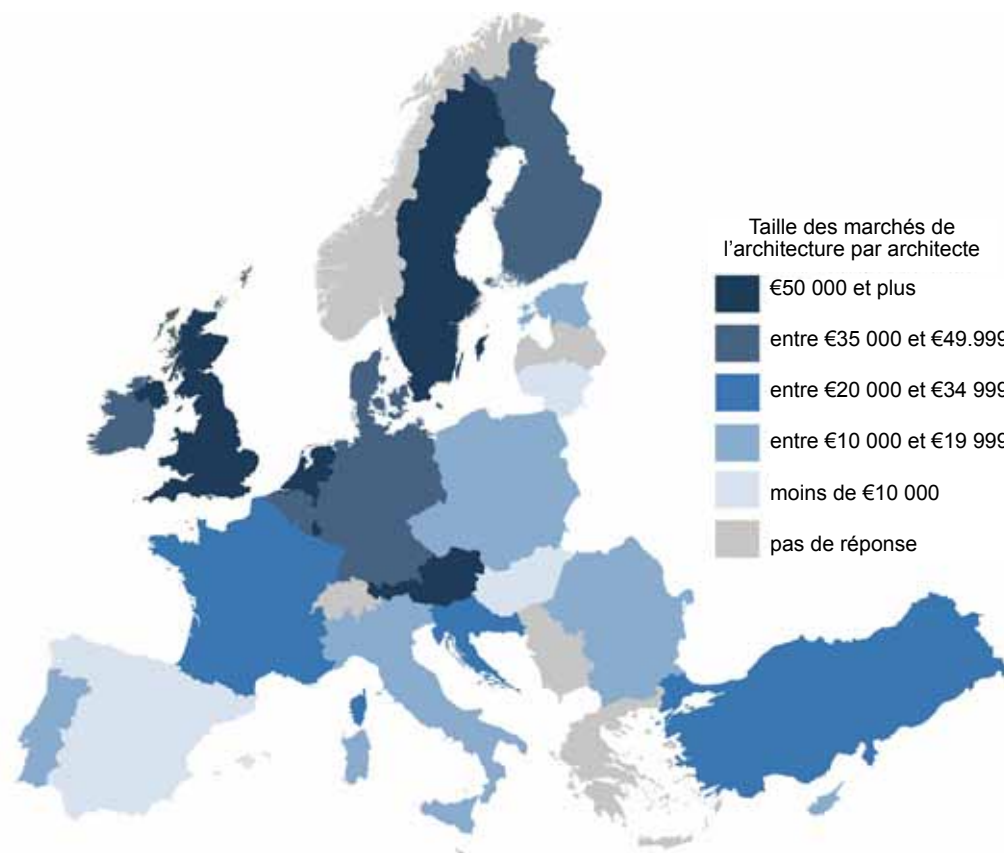 Taille des marchés de
l'architecture par architecte
€50 000 et plus
entre €35 000 et €49.999
entre €20 000 et €34 999
entre €10 000 et €19 999
moins de €10 000
pas de réponse